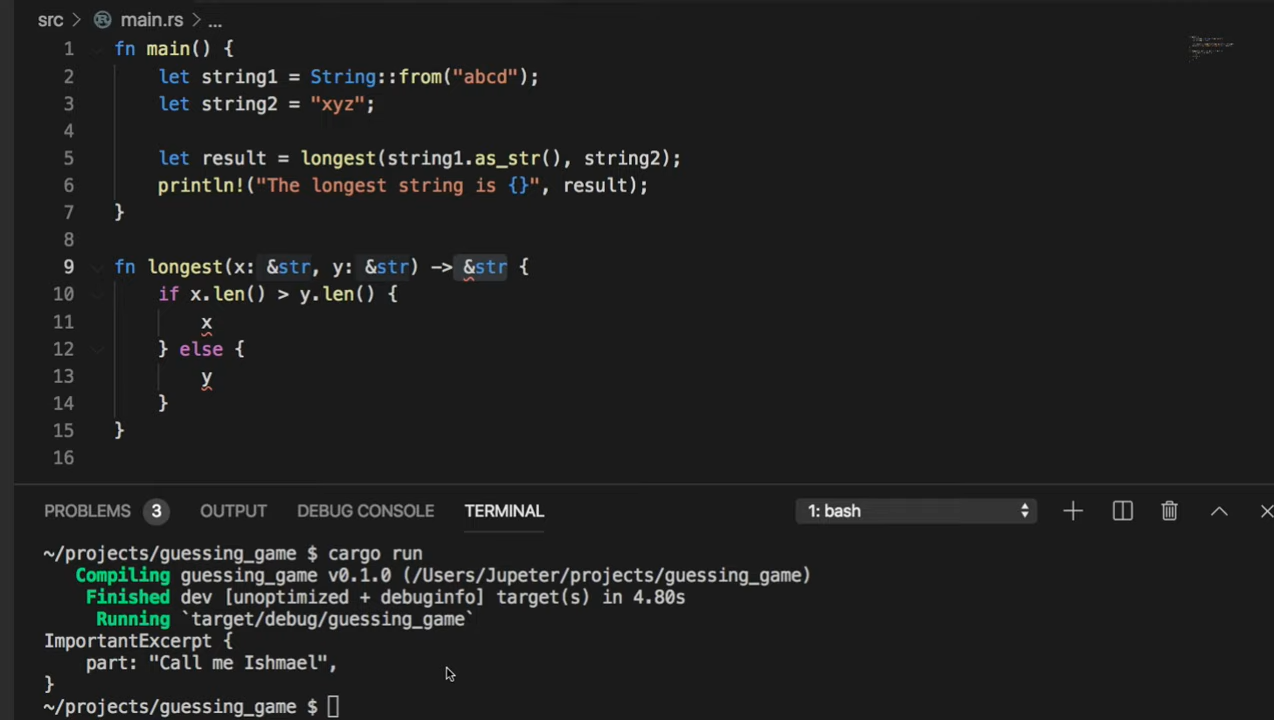 src > main.rs > ...
1 fn main() {
2 let string1 = String::from("abcd");
3 let string2 = "xyz";
4
5 let result = longest(string1.as_str(), string2);
6 println!("The longest string is {}", result);
7 }
8
9 fn longest(x: &str, y: &str) -> &str {
10 if x.len() > y.len() {
11 x
12 } else {
13 y
14 }
15 }
16
PROBLEMS 3 OUTPUT DEBUG CONSOLE TERMINAL 1: bash
~/projects/guessing_game $ cargo run
Compiling guessing_game v0.1.0 (/Users/Jupeter/projects/guessing_game)
Finished dev [unoptimized + debuginfo] target(s) in 4.80s
Running `target/debug/guessing_game`
ImportantExcerpt {
part: "Call me Ishmael",
}
~/projects/guessing_game $